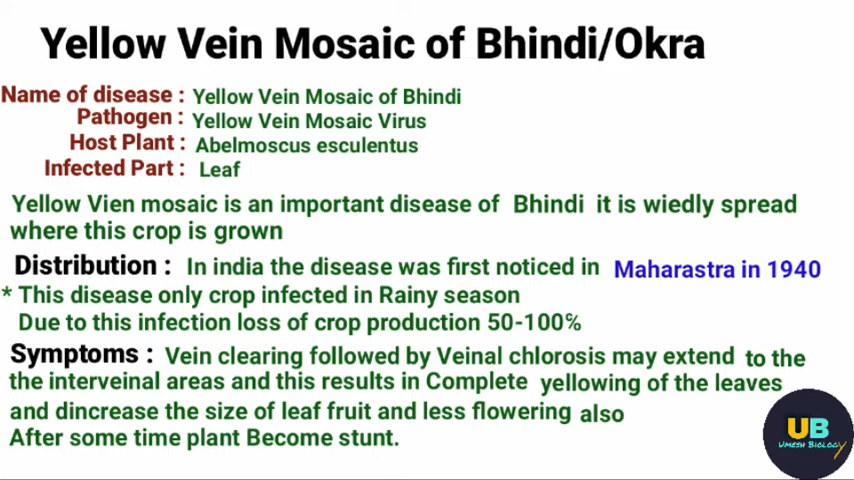 Yellow Vein Mosaic of Bhindi/Okra
Name of disease : Yellow Vein Mosaic of Bhindi
Pathogen : Yellow Vein Mosaic Virus
Host Plant : Abelmoscus esculentus
Infected Part : Leaf
Yellow Vien mosaic is an important disease of Bhindi it is wiedly spread
where this crop is grown
Distribution : In india the disease was first noticed in Maharastra in 1940
* This disease only crop infected in Rainy season
Due to this infection loss of crop production 50-100%
Symptoms : Vein clearing followed by Veinal chlorosis may extend to the
the interveinal areas and this results in Complete yellowing of the leaves
and dincrease the size of leaf fruit and less flowering also
After some time plant Become stunt.
UB
Umesh Biology